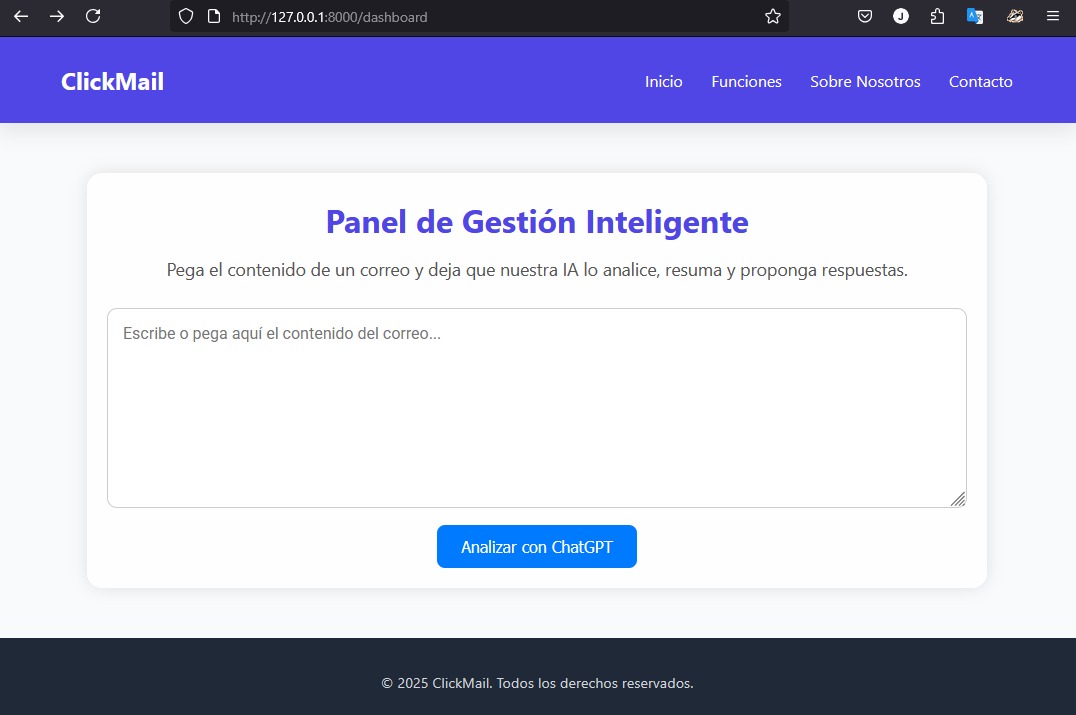 http://127.0.0.1:8000/dashboard
J
ClickMail
Inicio Funciones Sobre Nosotros Contacto
Panel de Gestión Inteligente
Pega el contenido de un correo y deja que nuestra IA lo analice, resuma y proponga respuestas.
Escribe o pega aquí el contenido del correo...
Analizar con ChatGPT
© 2025 ClickMail. Todos los derechos reservados.